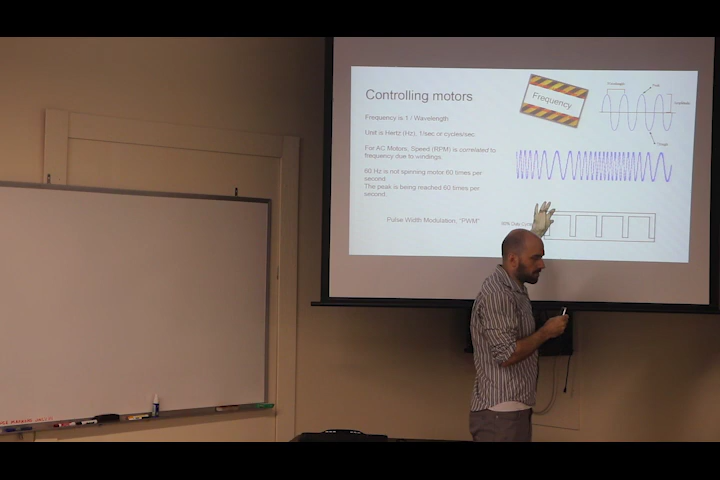 Controlling motors
Frequency
Frequency is 1 / Wavelength
Unit is Hertz (Hz), 1/sec or cycles/sec
For AC Motors, Speed (RPM) is correlated to
frequency due to windings.
60 Hz is not spinning motor 60 times per
second.
The peak is being reached 60 times per
second.
Pulse Width Modulation, "PWM"